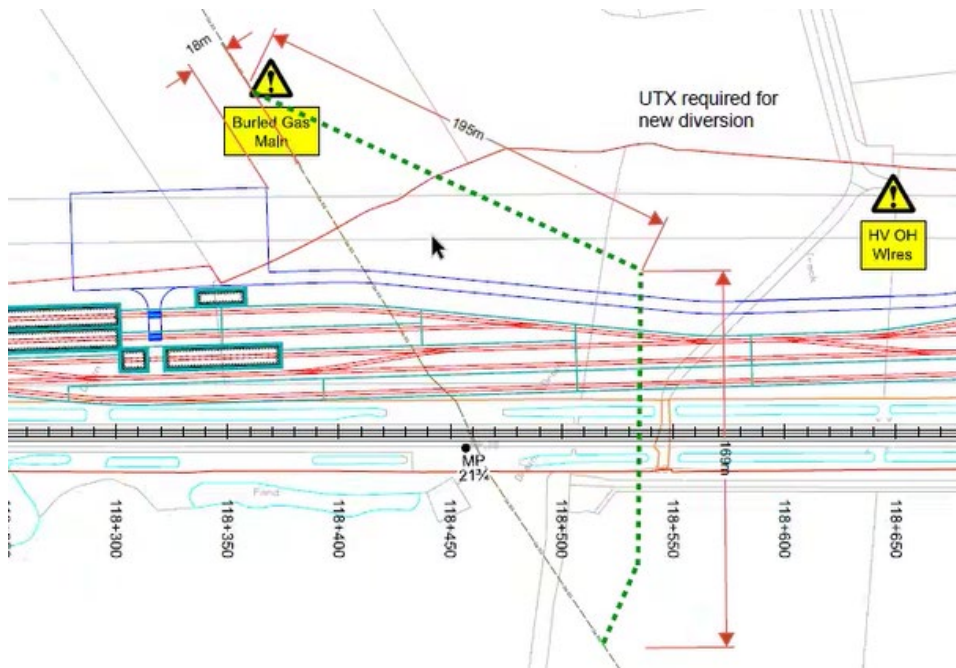 18m
Buried Gas
Main
195m
UTX required for
new diversion
HV OH
Wires
MP
21¾
169m
Pond
118+300
118+350
118+400
118+450
118+500
118+550
118+600
118+650